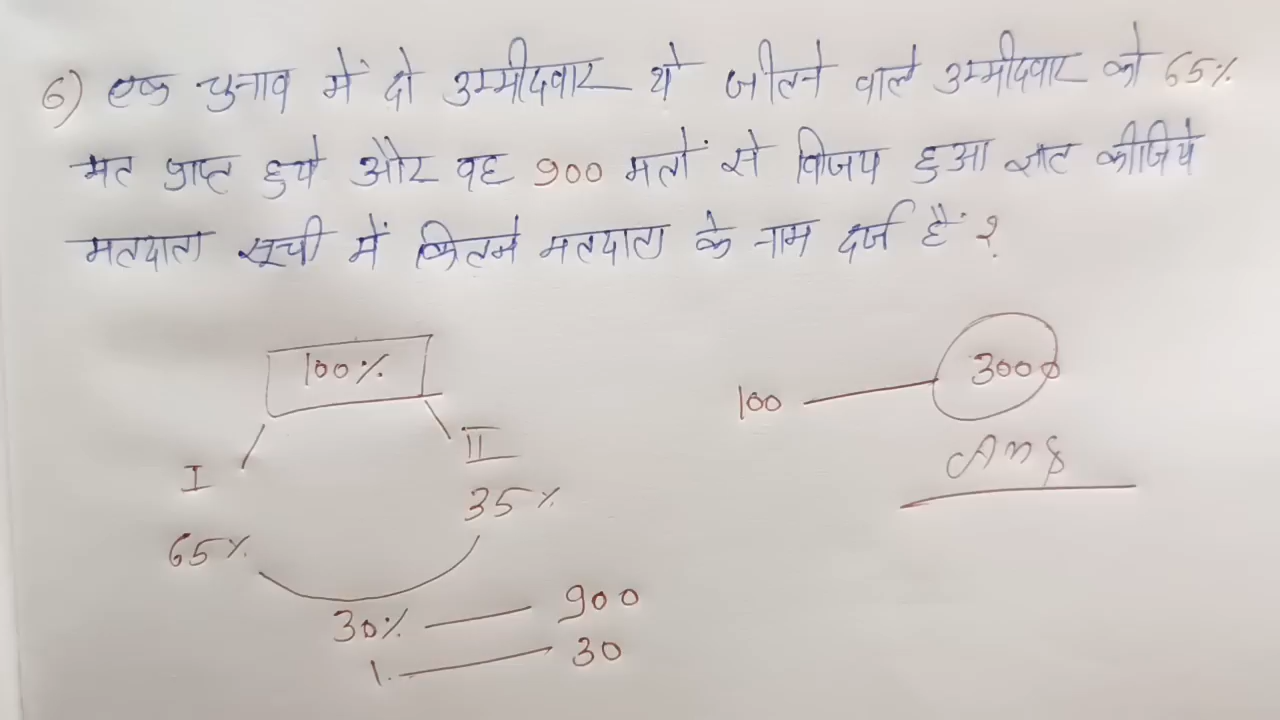 6) एक चुनाव में दो उम्मीदवार थे जीतने वाले उम्मीदवार को 65%
मत प्राप्त हुये और वह 900 मतों से विजय हुआ ज्ञात कीजिये
मतदाता सूची में कितने मतदाता के नाम दर्ज हैं ?
100%
I
II
65%
35%
30% — 900
1. — 30
100 — 3000
Ans